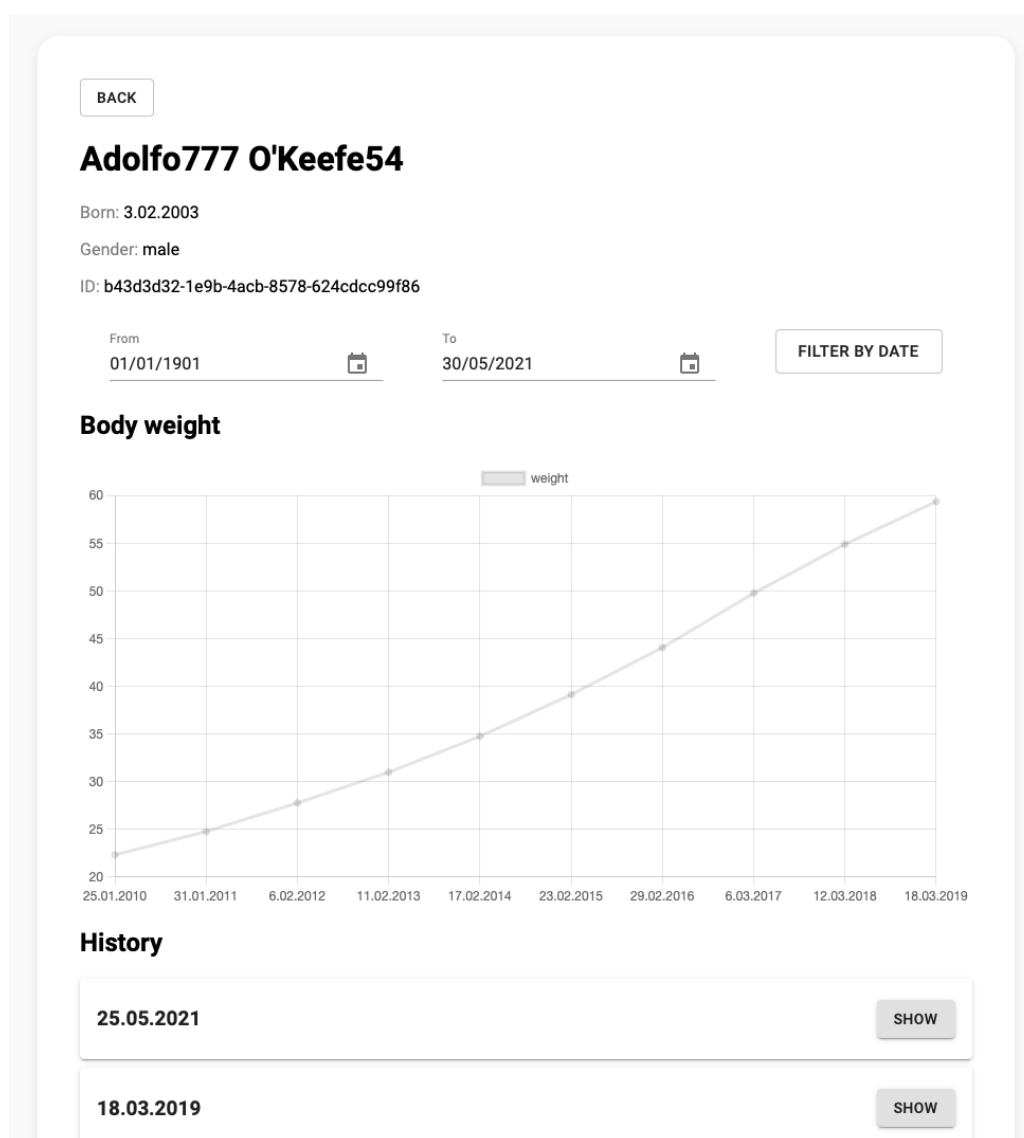 BACK
Adolfo777 O'Keefe54
Born: 3.02.2003
Gender: male
ID: b43d3d32-1e9b-4acb-8578-624cdcc99f86
From
01/01/1901
To
30/05/2021
FILTER BY DATE
Body weight
weight
60
55
50
45
40
35
30
25
20
25.01.2010 31.01.2011 6.02.2012 11.02.2013 17.02.2014 23.02.2015 29.02.2016 6.03.2017 12.03.2018 18.03.2019
History
25.05.2021 SHOW
18.03.2019 SHOW